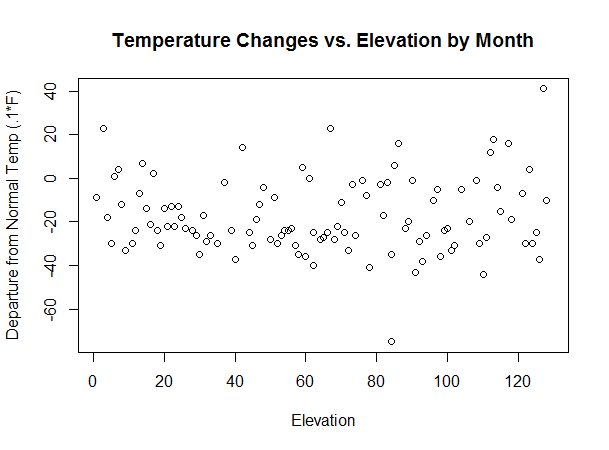 Temperature Changes vs. Elevation by Month
Departure from Normal Temp (.1*F)
40
20
0
-20
-40
-60
0 20 40 60 80 100 120
Elevation